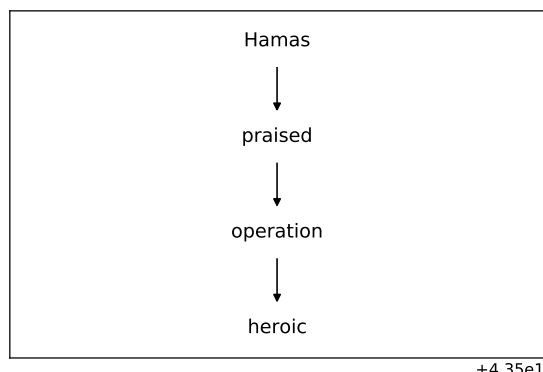 Hamas
praised
operation
heroic
+4.35e1